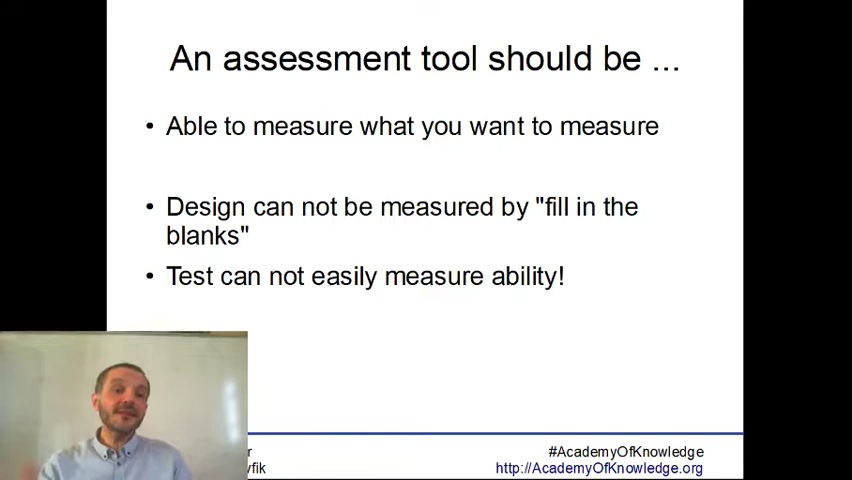 An assessment tool should be ...
• Able to measure what you want to measure
• Design can not be measured by "fill in the
blanks"
• Test can not easily measure ability!
#AcademyOfKnowledge
http://AcademyOfKnowledge.org